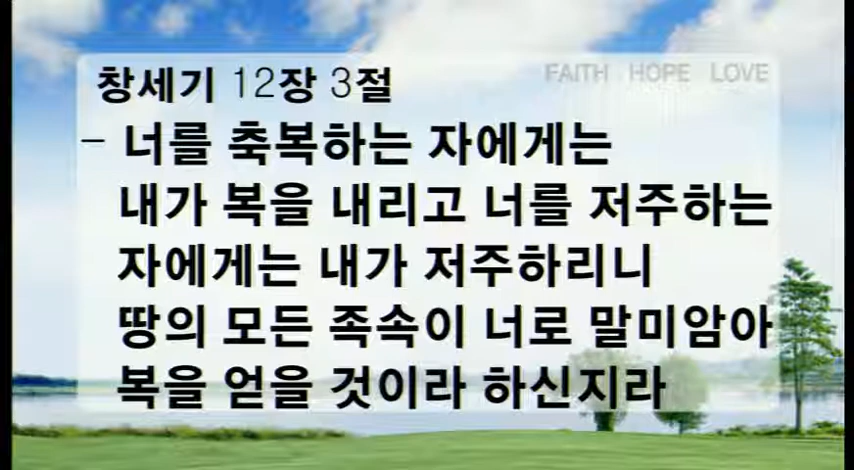 창세기 12장 3절
FAITH HOPE LOVE
- 너를 축복하는 자에게는
내가 복을 내리고 너를 저주하는
자에게는 내가 저주하리니
땅의 모든 족속이 너로 말미암아
복을 얻을 것이라 하신지라